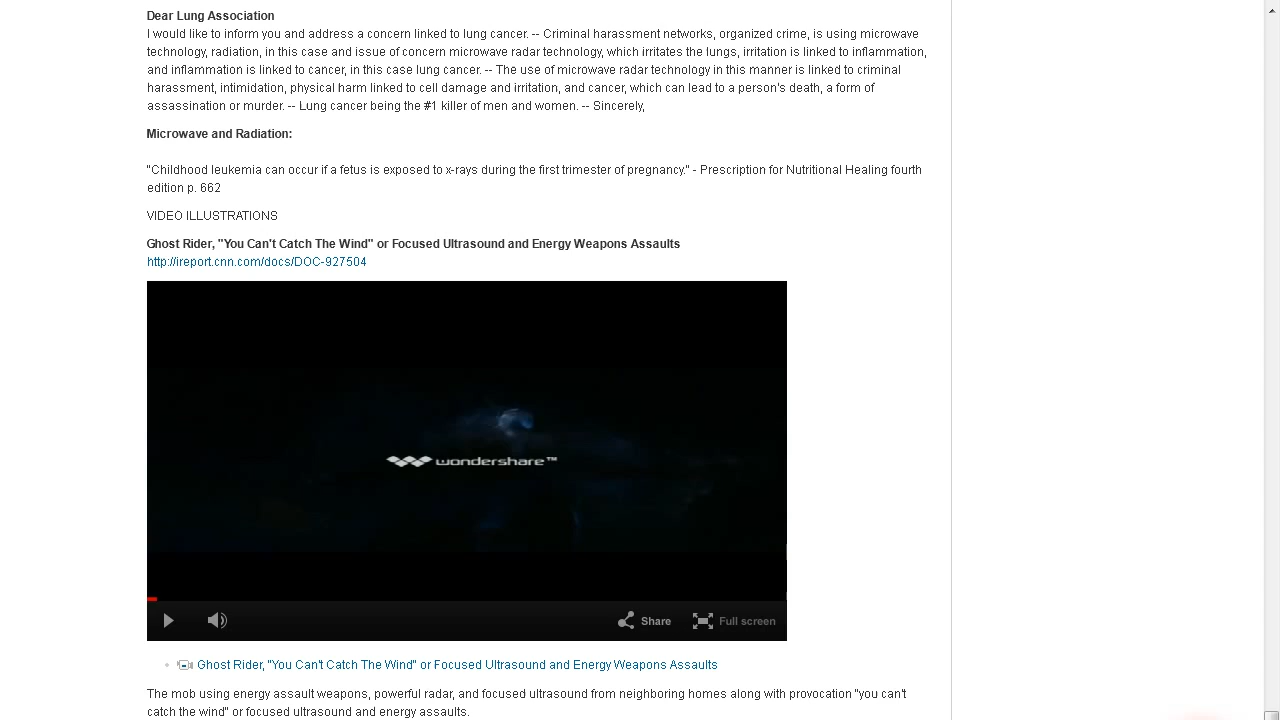 Dear Lung Association
I would like to inform you and address a concern linked to lung cancer. -- Criminal harassment networks, organized crime, is using microwave
technology, radiation, in this case and issue of concern microwave radar technology, which irritates the lungs, irritation is linked to inflammation,
and inflammation is linked to cancer, in this case lung cancer. -- The use of microwave radar technology in this manner is linked to criminal
harassment, intimidation, physical harm linked to cell damage and irritation, and cancer, which can lead to a person's death, a form of
assassination or murder. -- Lung cancer being the #1 killer of men and women. -- Sincerely,
Microwave and Radiation:
"Childhood leukemia can occur if a fetus is exposed to x-rays during the first trimester of pregnancy." - Prescription for Nutritional Healing fourth
edition p. 662
VIDEO ILLUSTRATIONS
Ghost Rider, "You Can't Catch The Wind" or Focused Ultrasound and Energy Weapons Assaults
http://ireport.cnn.com/docs/DOC-927504
wondershare™
Share Full screen
Ghost Rider, "You Can't Catch The Wind" or Focused Ultrasound and Energy Weapons Assaults
The mob using energy assault weapons, powerful radar, and focused ultrasound from neighboring homes along with provocation "you can't
catch the wind" or focused ultrasound and energy assaults.